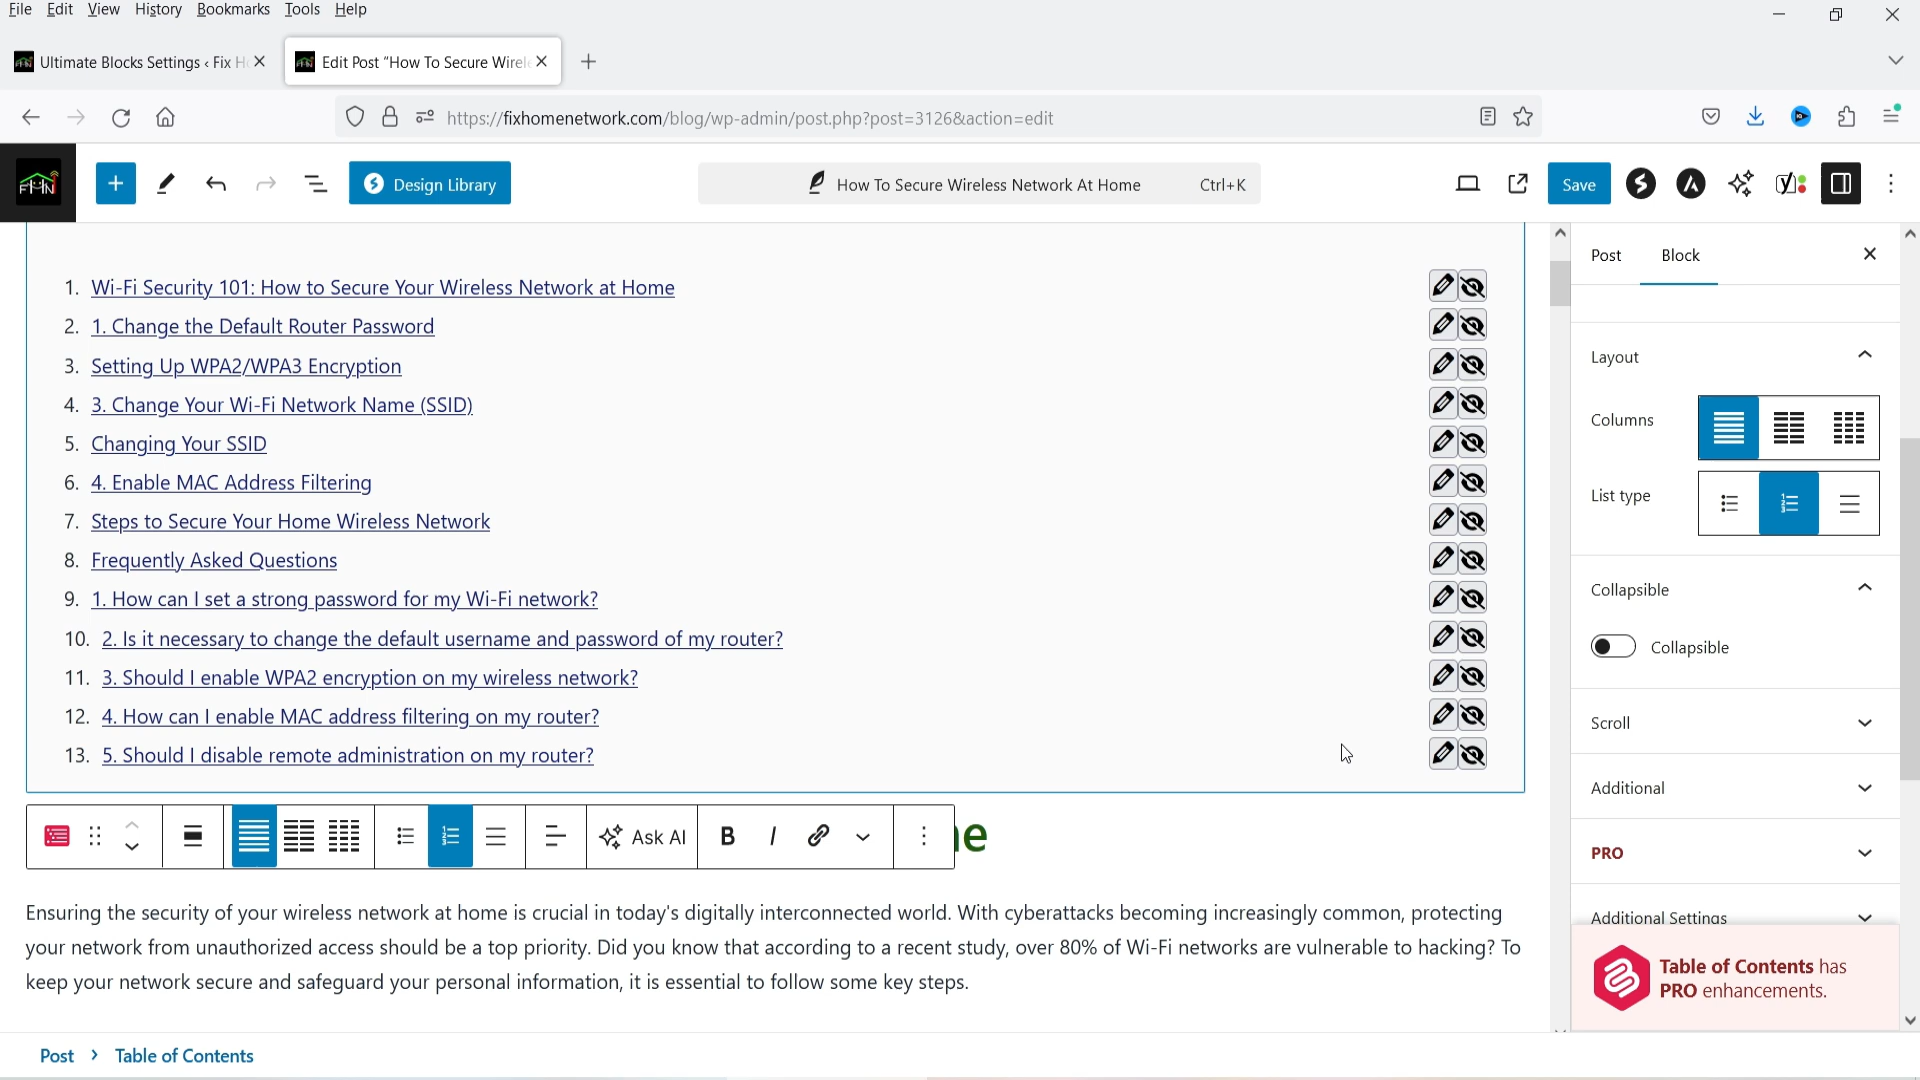 File Edit View History Bookmarks Tools Help
Ultimate Blocks Settings ‹ Fix H
Edit Post “How To Secure Wirel
https://fixhomenetwork.com/blog/wp-admin/post.php?post=3126&action=edit
FHN
Design Library
How To Secure Wireless Network At Home Ctrl+K
Save
Post Block
1. Wi-Fi Security 101: How to Secure Your Wireless Network at Home
2. 1. Change the Default Router Password
3. Setting Up WPA2/WPA3 Encryption
4. 3. Change Your Wi-Fi Network Name (SSID)
5. Changing Your SSID
6. 4. Enable MAC Address Filtering
7. Steps to Secure Your Home Wireless Network
8. Frequently Asked Questions
9. 1. How can I set a strong password for my Wi-Fi network?
10. 2. Is it necessary to change the default username and password of my router?
11. 3. Should I enable WPA2 encryption on my wireless network?
12. 4. How can I enable MAC address filtering on my router?
13. 5. Should I disable remote administration on my router?
Layout
Columns
List type
Collapsible
Collapsible
Scroll
Additional
PRO
Additional Settings
Table of Contents has
PRO enhancements.
Ask AI B I
e
Ensuring the security of your wireless network at home is crucial in today's digitally interconnected world. With cyberattacks becoming increasingly common, protecting
your network from unauthorized access should be a top priority. Did you know that according to a recent study, over 80% of Wi-Fi networks are vulnerable to hacking? To
keep your network secure and safeguard your personal information, it is essential to follow some key steps.
Post › Table of Contents